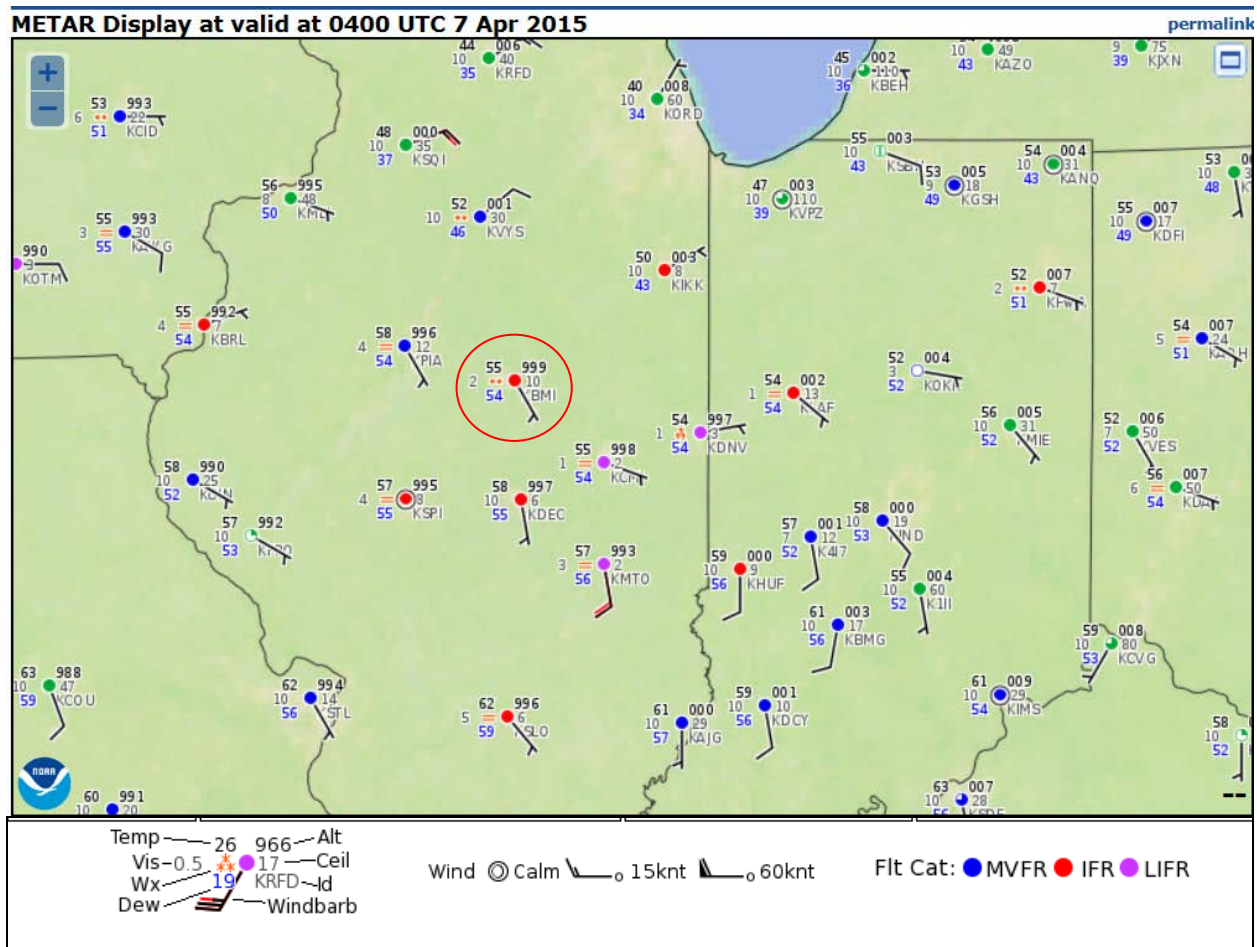 METAR Display at valid at 0400 UTC 7 Apr 2015
permalink
+
−
44 006
10 40
35 KRFD
40 008
10 60
34 KORD
45 002
10 110
36 KBEH
10 49
43 KAZO
9 75
39 KJXN
53 993
6 22
51 KCID
48 000
10 35
37 KSQI
55 003
10
43
53 005
9 18
49 KGSH
54 004
10 31
43 KANQ
53
10
48
56 995
8 48
50
52 001
10 30
46 KVYS
47 003
10 110
39 KVPZ
55 007
10 17
49 KDFI
55 993
3 30
55
990
3
KOTM
50 003
10 8
43 KIKK
52 007
2 7
51
55 992
4 7
54 KBRL
58 996
4 12
54 KPIA
55 999
2 10
54 KBMI
54 002
1 13
54 KLAF
52 004
3
52
54 007
5 24
51
54 997
1 3
54 KDNV
56 005
10 31
52 KMIE
52 006
7 50
52 KVES
58 990
10 25
52
57 995
4 8
55 KSPI
55 998
1 2
54
58 997
10 6
55 KDEC
56 007
6 50
54
57 992
10
53
57 993
3 2
56 KMTO
59 000
10 9
56 KHUF
57 001
7 12
52 K4I7
58 000
10 19
53
55 004
10 60
52 K1II
61 003
10 17
56 KBMG
59 008
10 80
53 KCVG
63 988
10 47
59 KCOU
62 994
10 14
56 KSTL
62 996
5 6
59 KSLO
61 000
10 29
57 KAJG
59 001
10 10
56 KDCY
61 009
10 29
54 KIMS
58
10
52
60 991
10 20
63 007
10 28
56 KSDF
NOAA
--
Temp 26 966 Alt
Vis 0.5 17 Ceil
Wx KRFD Id
Dew 19 Windbarb
Wind Calm 15knt 60knt
Flt Cat: MVFR IFR LIFR